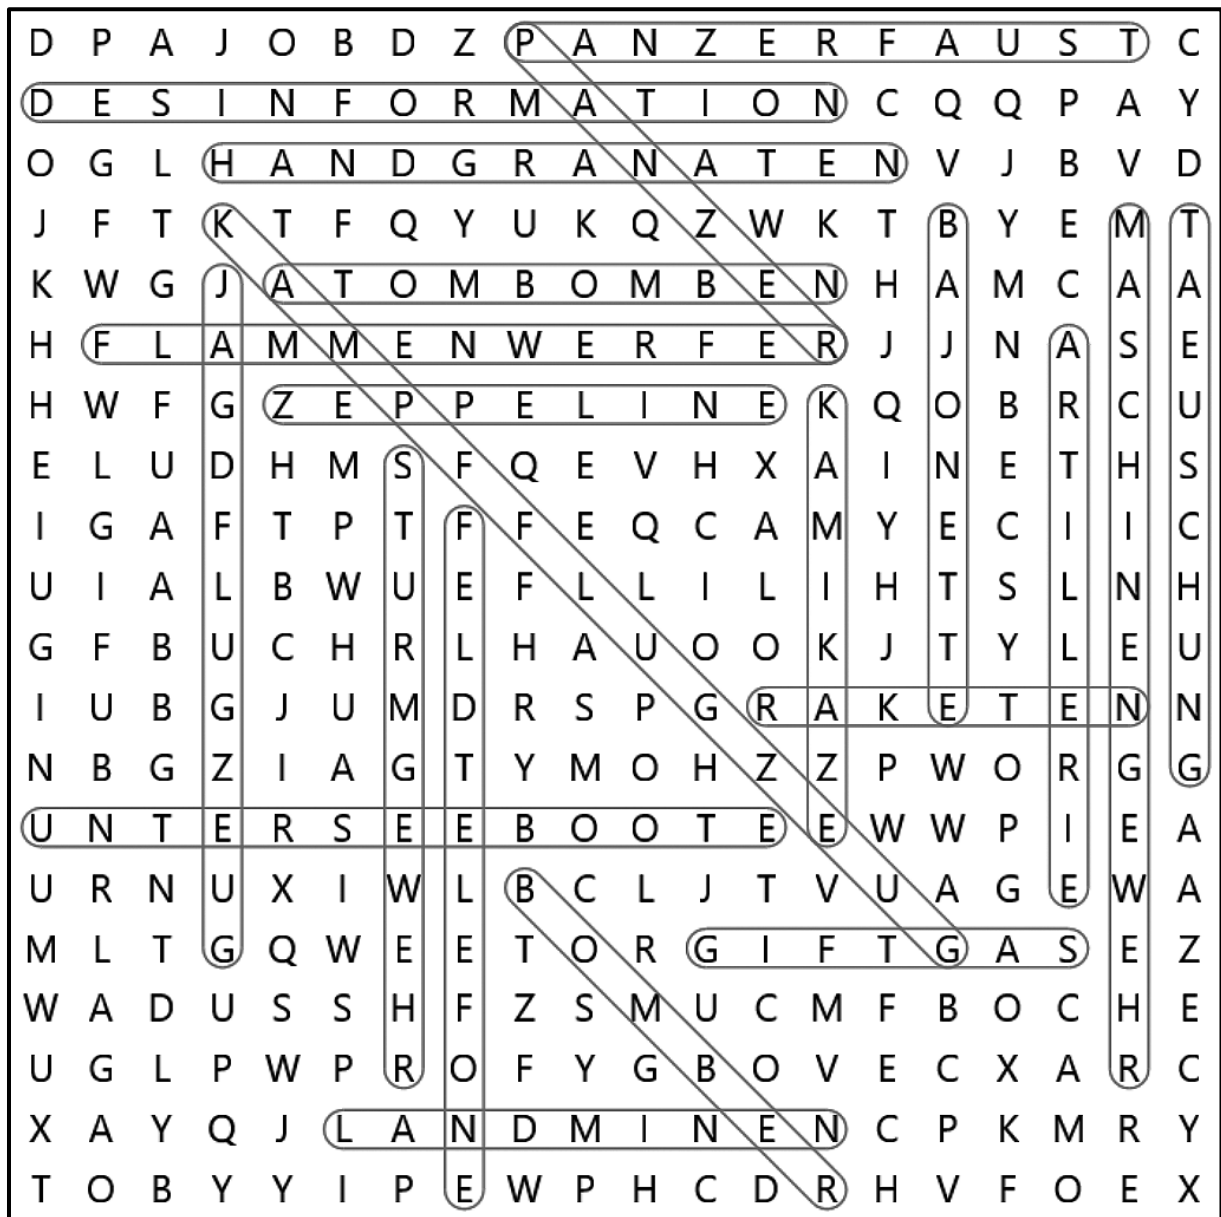 D P A J O B D Z P A N Z E R F A U S T C
D E S I N F O R M A T I O N C Q Q P A Y
O G L H A N D G R A N A T E N V J B V D
J F T K T F Q Y U K Q Z W K T B Y E M T
K W G J A T O M B O M B E N H A M C A A
H F L A M M E N W E R F E R J J N A S E
H W F G Z E P P E L I N E K Q O B R C U
E L U D H M S F Q E V H X A I N E T H S
I G A F T P T F F E Q C A M Y E C I I C
U I A L B W U E F L L I L I H T S L N H
G F B U C H R L H A U O O K J T Y L E U
I U B G J U M D R S P G R A K E T E N N
N B G Z I A G T Y M O H Z Z P W O R G G
U N T E R S E E B O O T E E W W P I E A
U R N U X I W L B C L J T V U A G E W A
M L T G Q W E E T O R G I F T G A S E Z
W A D U S S H F Z S M U C M F B O C H E
U G L P W P R O F Y G B O V E C X A R C
X A Y Q J L A N D M I N E N C P K M R Y
T O B Y Y I P E W P H C D R H V F O E X